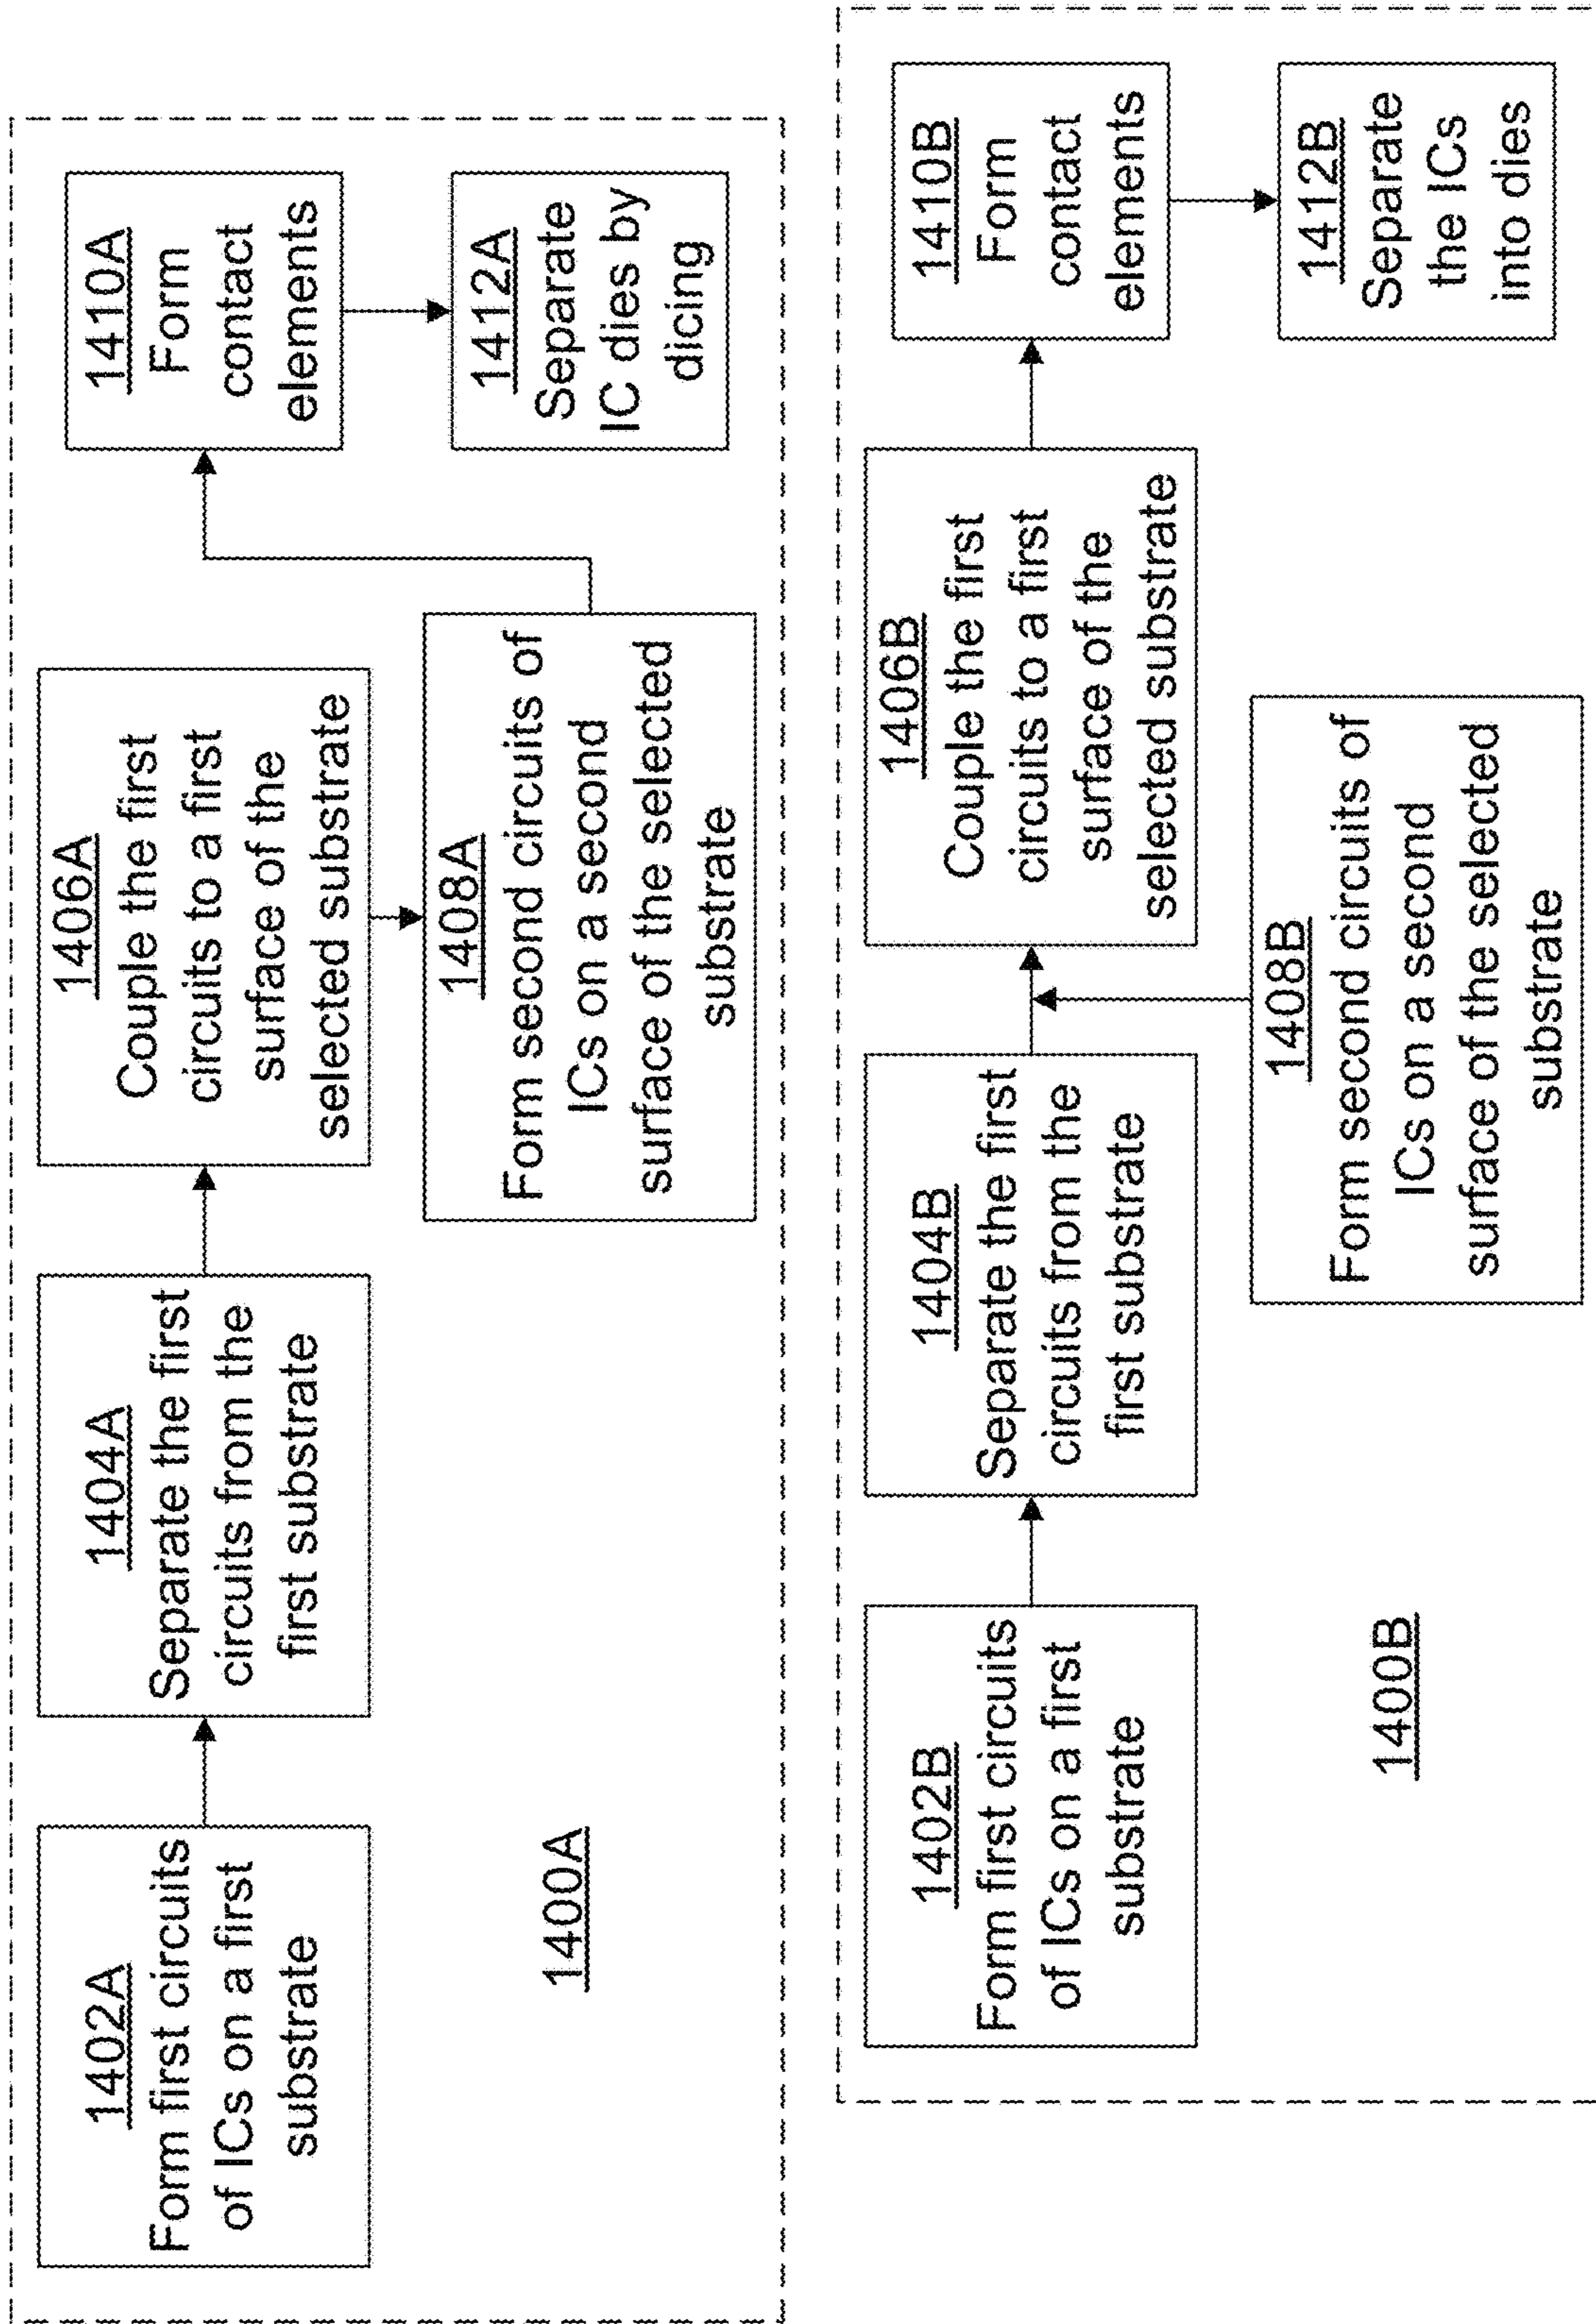 1402A
Form first circuits
of ICs on a first
substrate
1404A
Separate the first
circuits from the
first substrate
1406A
Couple the first
circuits to a first
surface of the
selected substrate
1408A
Form second circuits of
ICs on a second
surface of the selected
substrate
1410A
Form
contact
elements
1412A
Separate
IC dies by
dicing
1400A
1402B
Form first circuits
of ICs on a first
substrate
1404B
Separate the first
circuits from the
first substrate
1406B
Couple the first
circuits to a first
surface of the
selected substrate
1408B
Form second circuits of
ICs on a second
surface of the selected
substrate
1410B
Form
contact
elements
1412B
Separate
the ICs
into dies
1400B